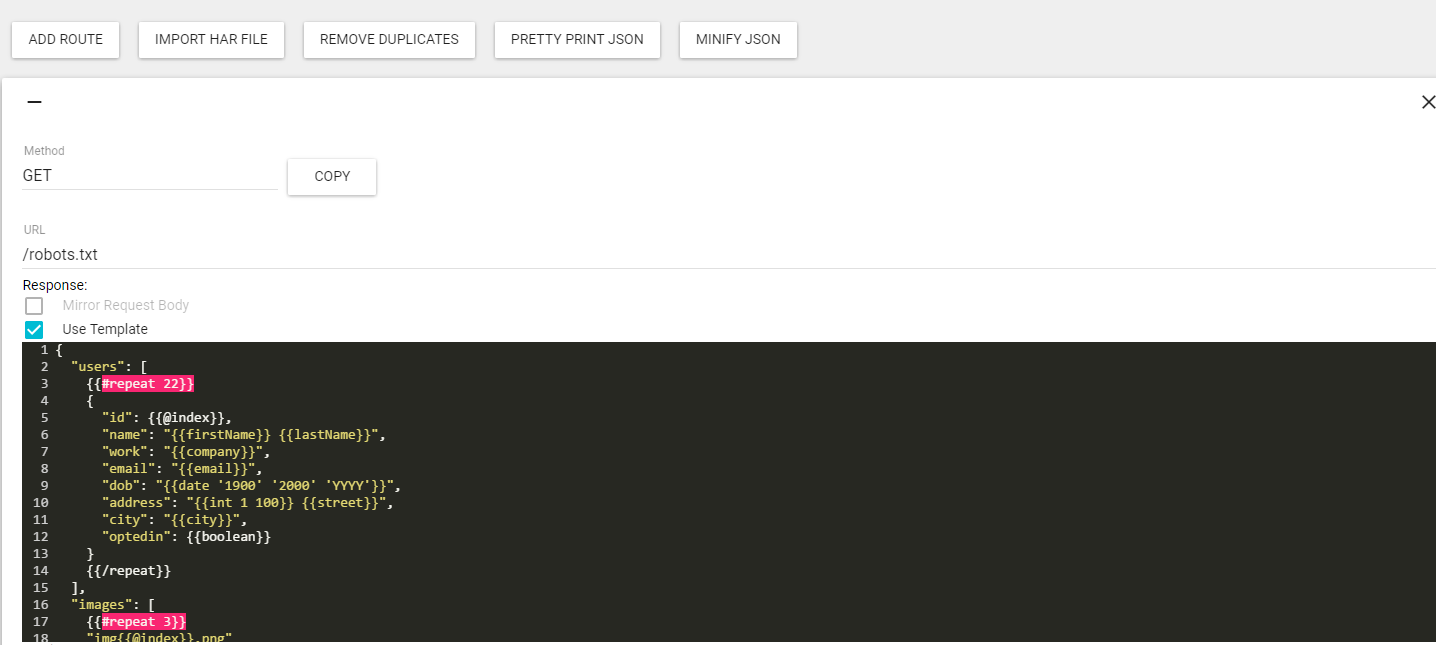 ADD ROUTE IMPORT HAR FILE REMOVE DUPLICATES PRETTY PRINT JSON MINIFY JSON
Method
GET COPY
URL
/robots.txt
Response:
Mirror Request Body
Use Template
1 {
2 "users": [
3 {{#repeat 22}}
4 {
5 "id": {{@index}},
6 "name": "{{firstName}} {{lastName}}",
7 "work": "{{company}}",
8 "email": "{{email}}",
9 "dob": "{{date '1900' '2000' 'YYYY'}}",
10 "address": "{{int 1 100}} {{street}}",
11 "city": "{{city}}",
12 "optedin": {{boolean}}
13 }
14 {{/repeat}}
15 ],
16 "images": [
17 {{#repeat 3}}
18 "img{{@index}}.png"